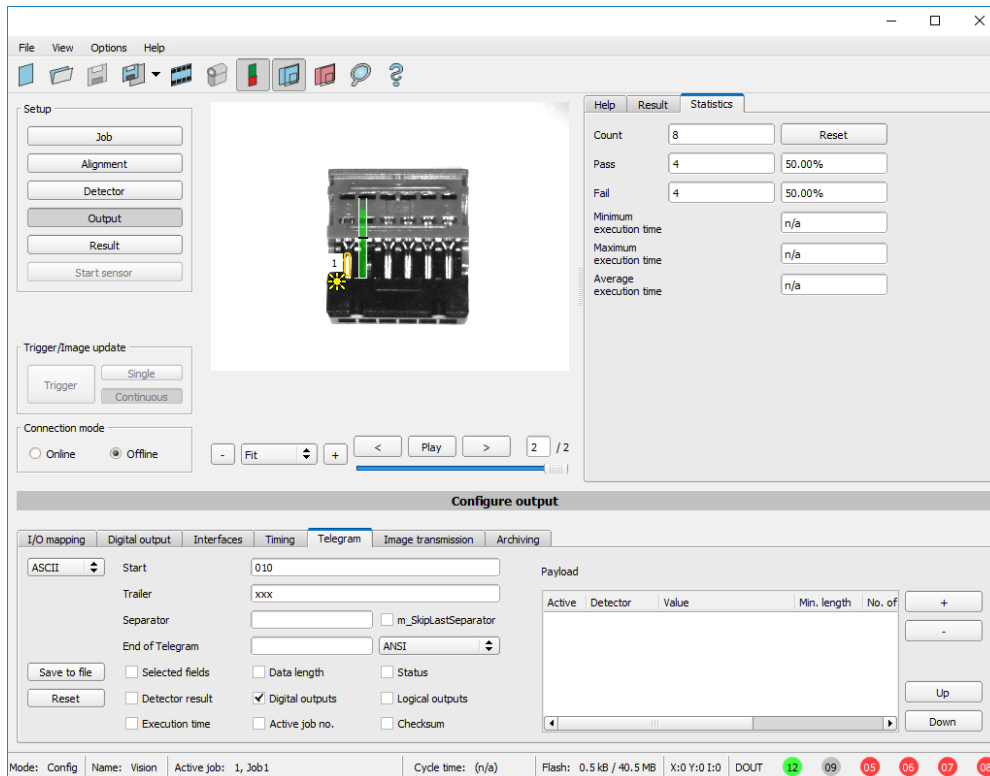 File View Options Help
Setup
Job
Alignment
Detector
Output
Result
Start sensor
Trigger/Image update
Trigger
Single
Continuous
Connection mode
Online Offline
1
- Fit + < Play > 2 / 2
Help Result Statistics
Count 8 Reset
Pass 4 50.00%
Fail 4 50.00%
Minimum
execution time n/a
Maximum
execution time n/a
Average
execution time n/a
Configure output
I/O mapping Digital output Interfaces Timing Telegram Image transmission Archiving
ASCII Start 010
Trailer xxx
Separator m_SkipLastSeparator
End of Telegram ANSI
Save to file Selected fields Data length Status
Reset Detector result Digital outputs Logical outputs
Execution time Active job no. Checksum
Payload
Active Detector Value Min. length No. of
+
-
Up
Down
Mode: Config Name: Vision Active job: 1, Job1 Cycle time: (n/a) Flash: 0.5 kB / 40.5 MB X:0 Y:0 I:0 DOUT 12 09 05 06 07 08